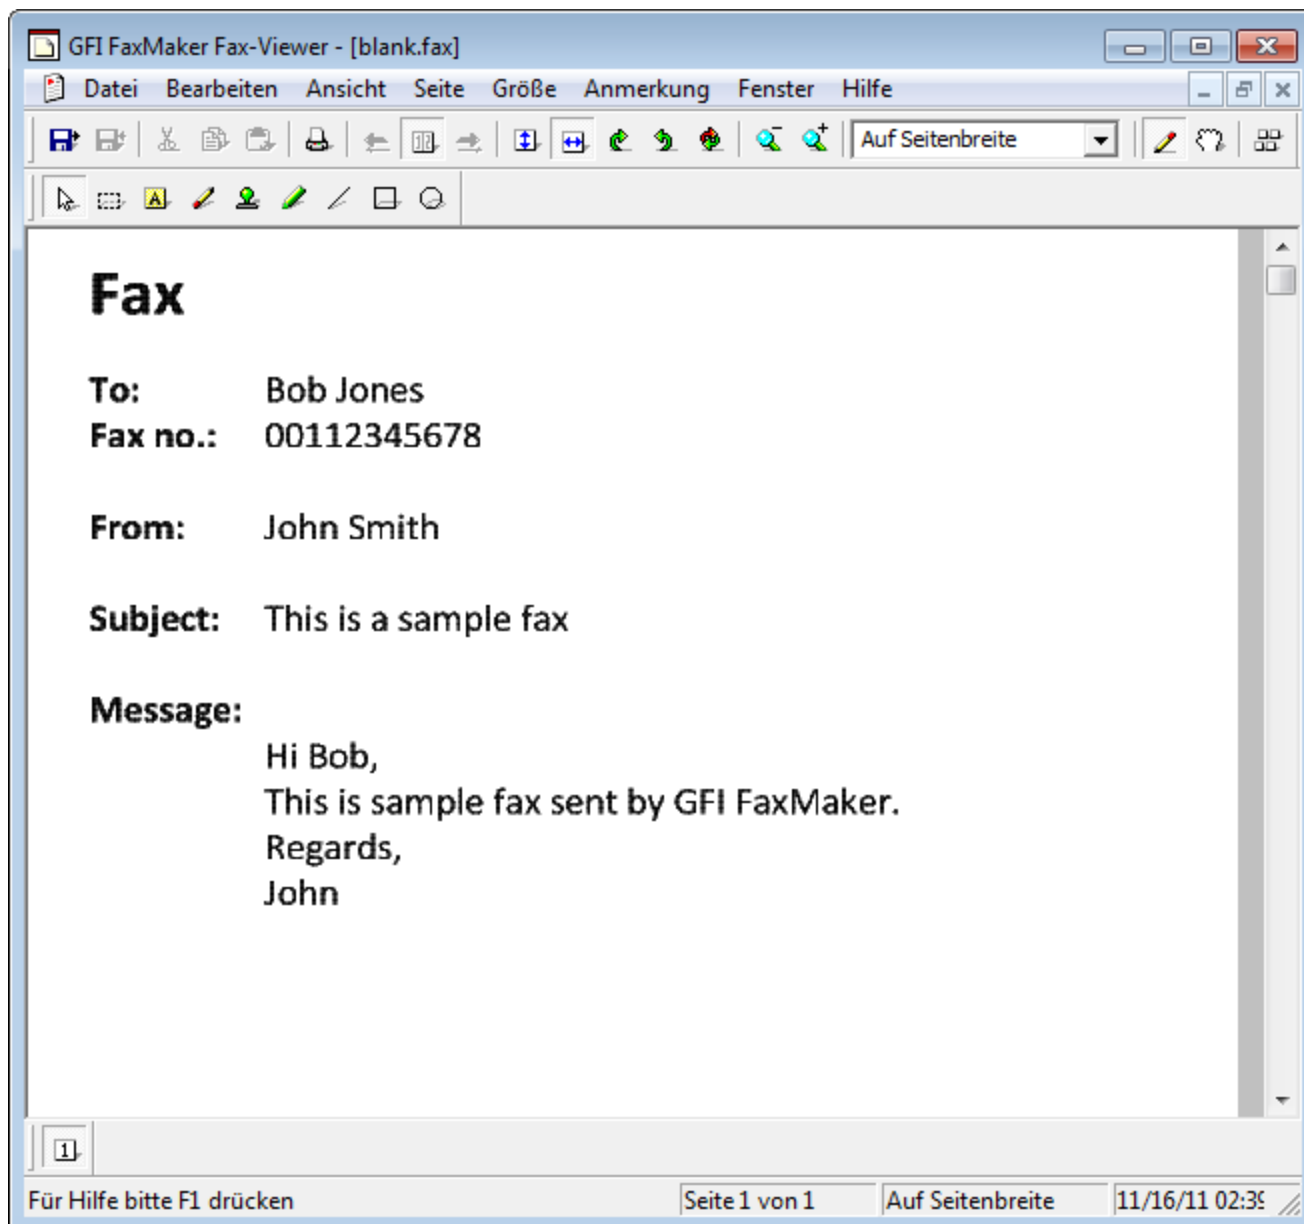 GFI FaxMaker Fax-Viewer - [blank.fax]
Datei Bearbeiten Ansicht Seite Größe Anmerkung Fenster Hilfe
Auf Seitenbreite
A
Fax
To: Bob Jones
Fax no.: 00112345678
From: John Smith
Subject: This is a sample fax
Message:
Hi Bob,
This is sample fax sent by GFI FaxMaker.
Regards,
John
1
Für Hilfe bitte F1 drücken Seite 1 von 1 Auf Seitenbreite 11/16/11 02:39